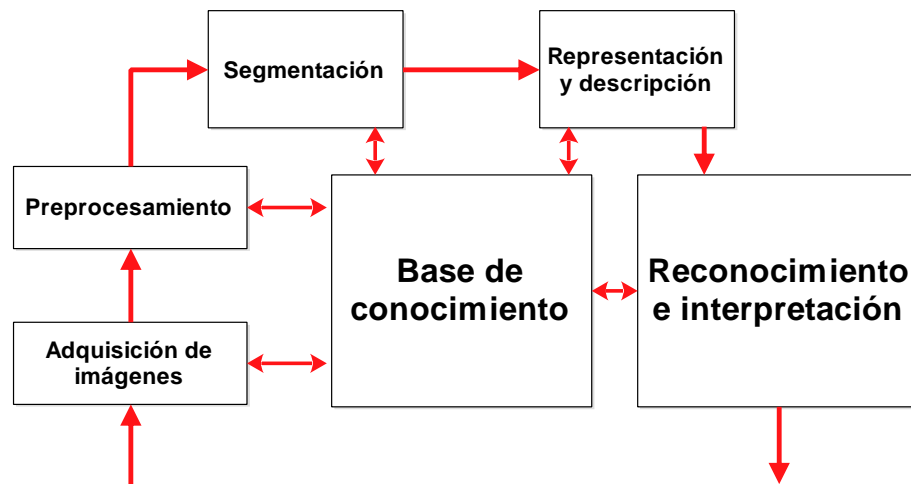 Segmentación
Representación
y descripción
Preprocesamiento
Base de
conocimiento
Reconocimiento
e interpretación
Adquisición de
imágenes